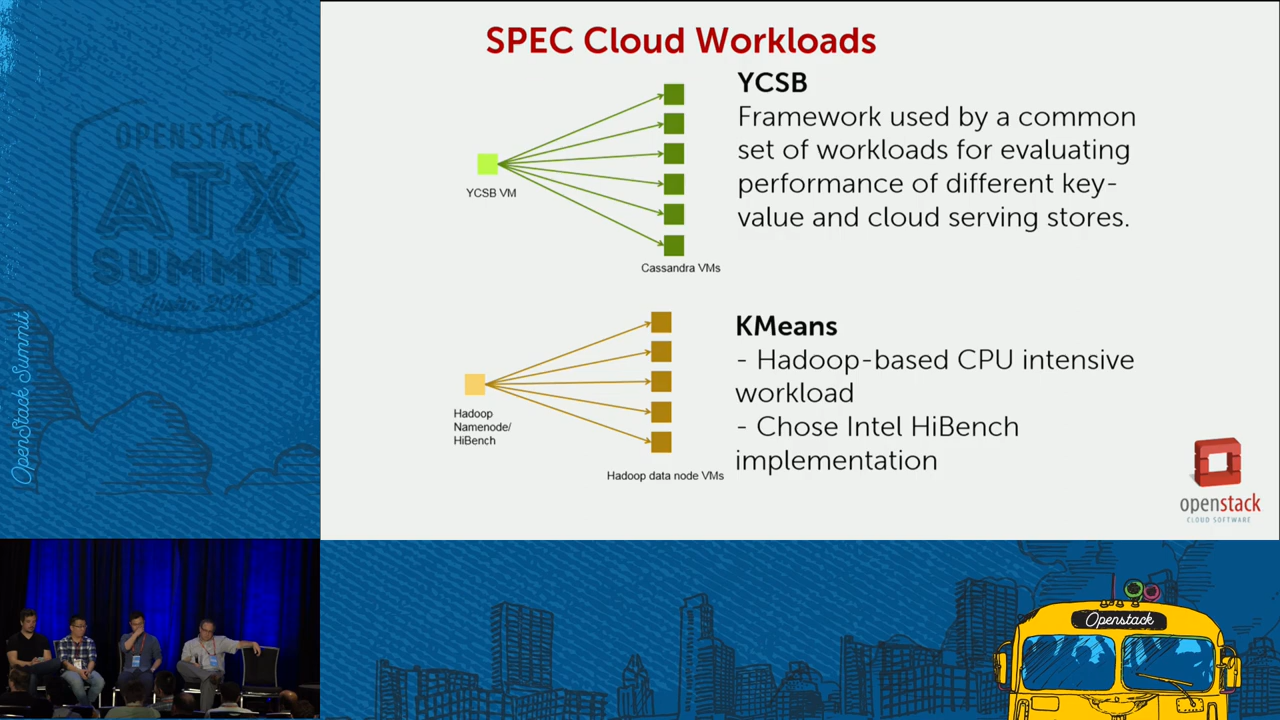 SPEC Cloud Workloads
YCSB
Framework used by a common
set of workloads for evaluating
performance of different key-
value and cloud serving stores.
YCSB VM
Cassandra VMs
KMeans
- Hadoop-based CPU intensive
workload
- Chose Intel HiBench
implementation
Hadoop
Namenode/
HiBench
Hadoop data node VMs
openstack
CLOUD SOFTWARE
OPENSTACK
ATX
SUMMIT
Austin 2016
OpenStack Summit
Openstack